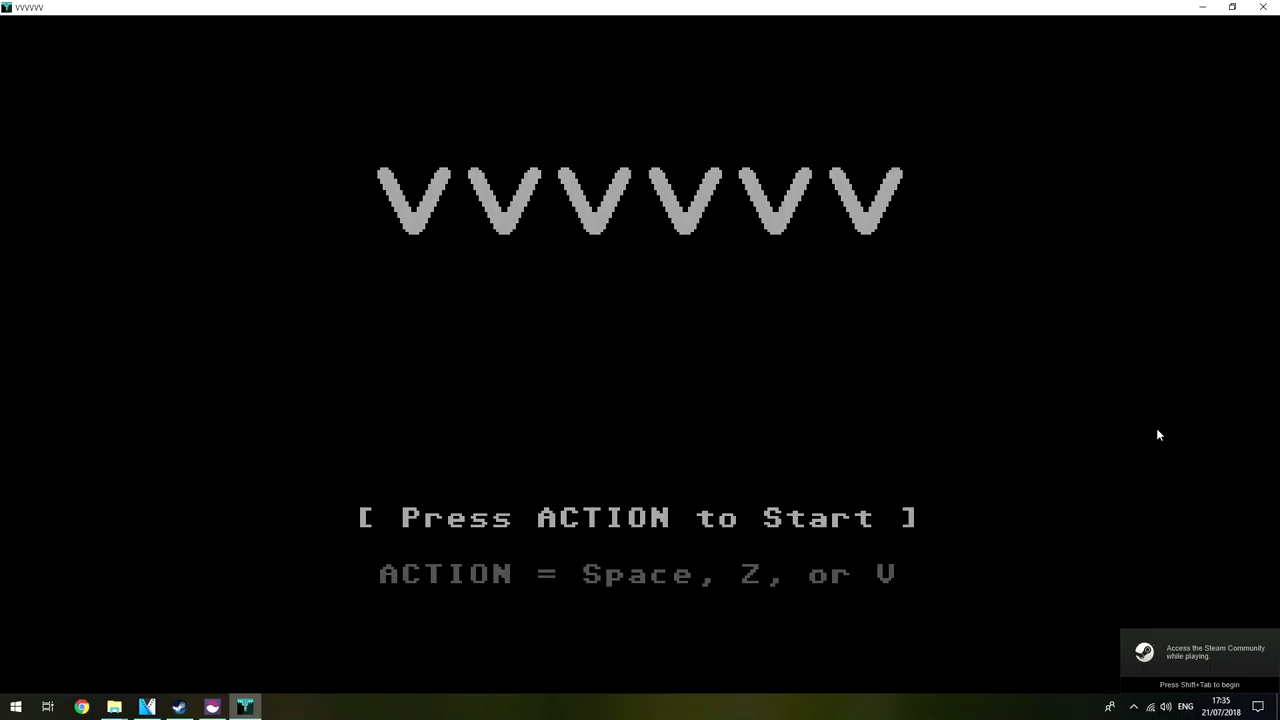 VVVVVV
VVVVVV
[ Press ACTION to Start ]
ACTION = Space, Z, or V
Access the Steam Community
while playing.
Press Shift+Tab to begin
ENG
17:35
21/07/2018